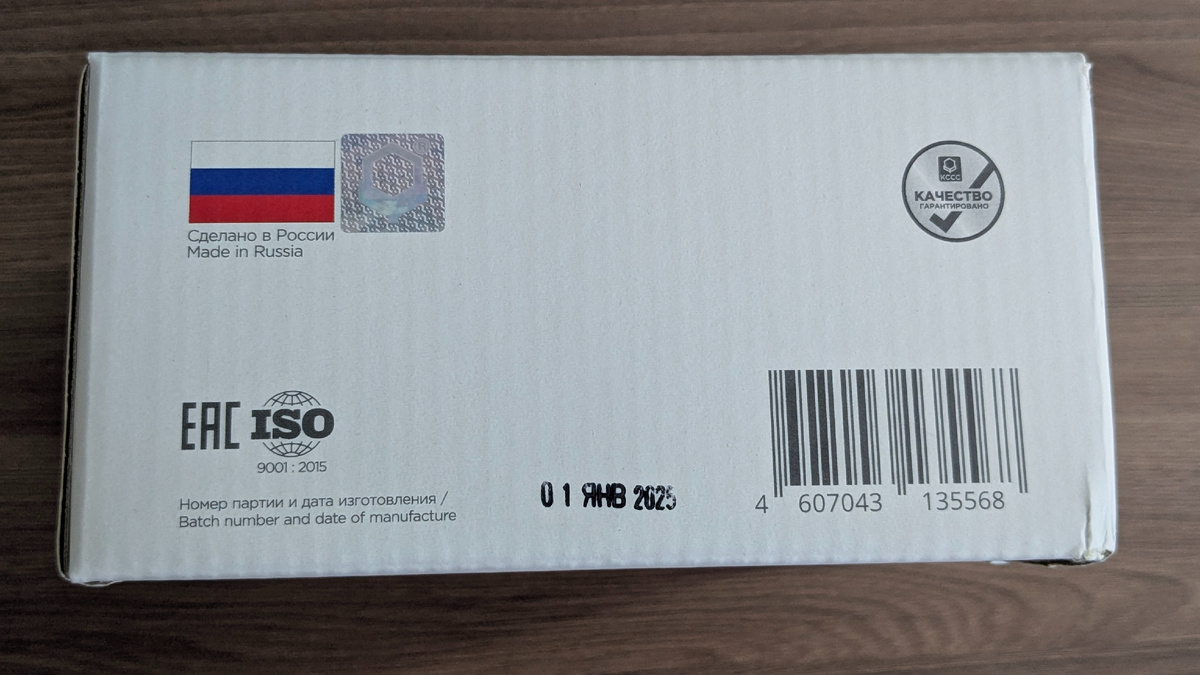 Сделано в России
Made in Russia
®
КССС
КАЧЕСТВО
ГАРАНТИРОВАНО
EAC ISO
9001 : 2015
Номер партии и дата изготовления /
Batch number and date of manufacture
01 ЯНВ 2025
4 607043 135568